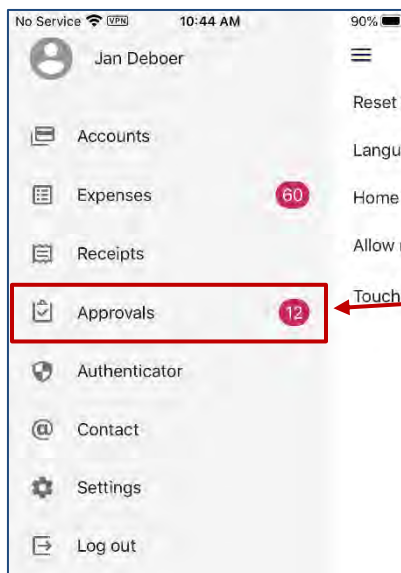 No Service VPN 10:44 AM 90%
Jan Deboer
Reset
Accounts
Langu
Expenses 60 Home
Receipts
Allow
Approvals 12 Touch
Authenticator
@ Contact
Settings
Log out